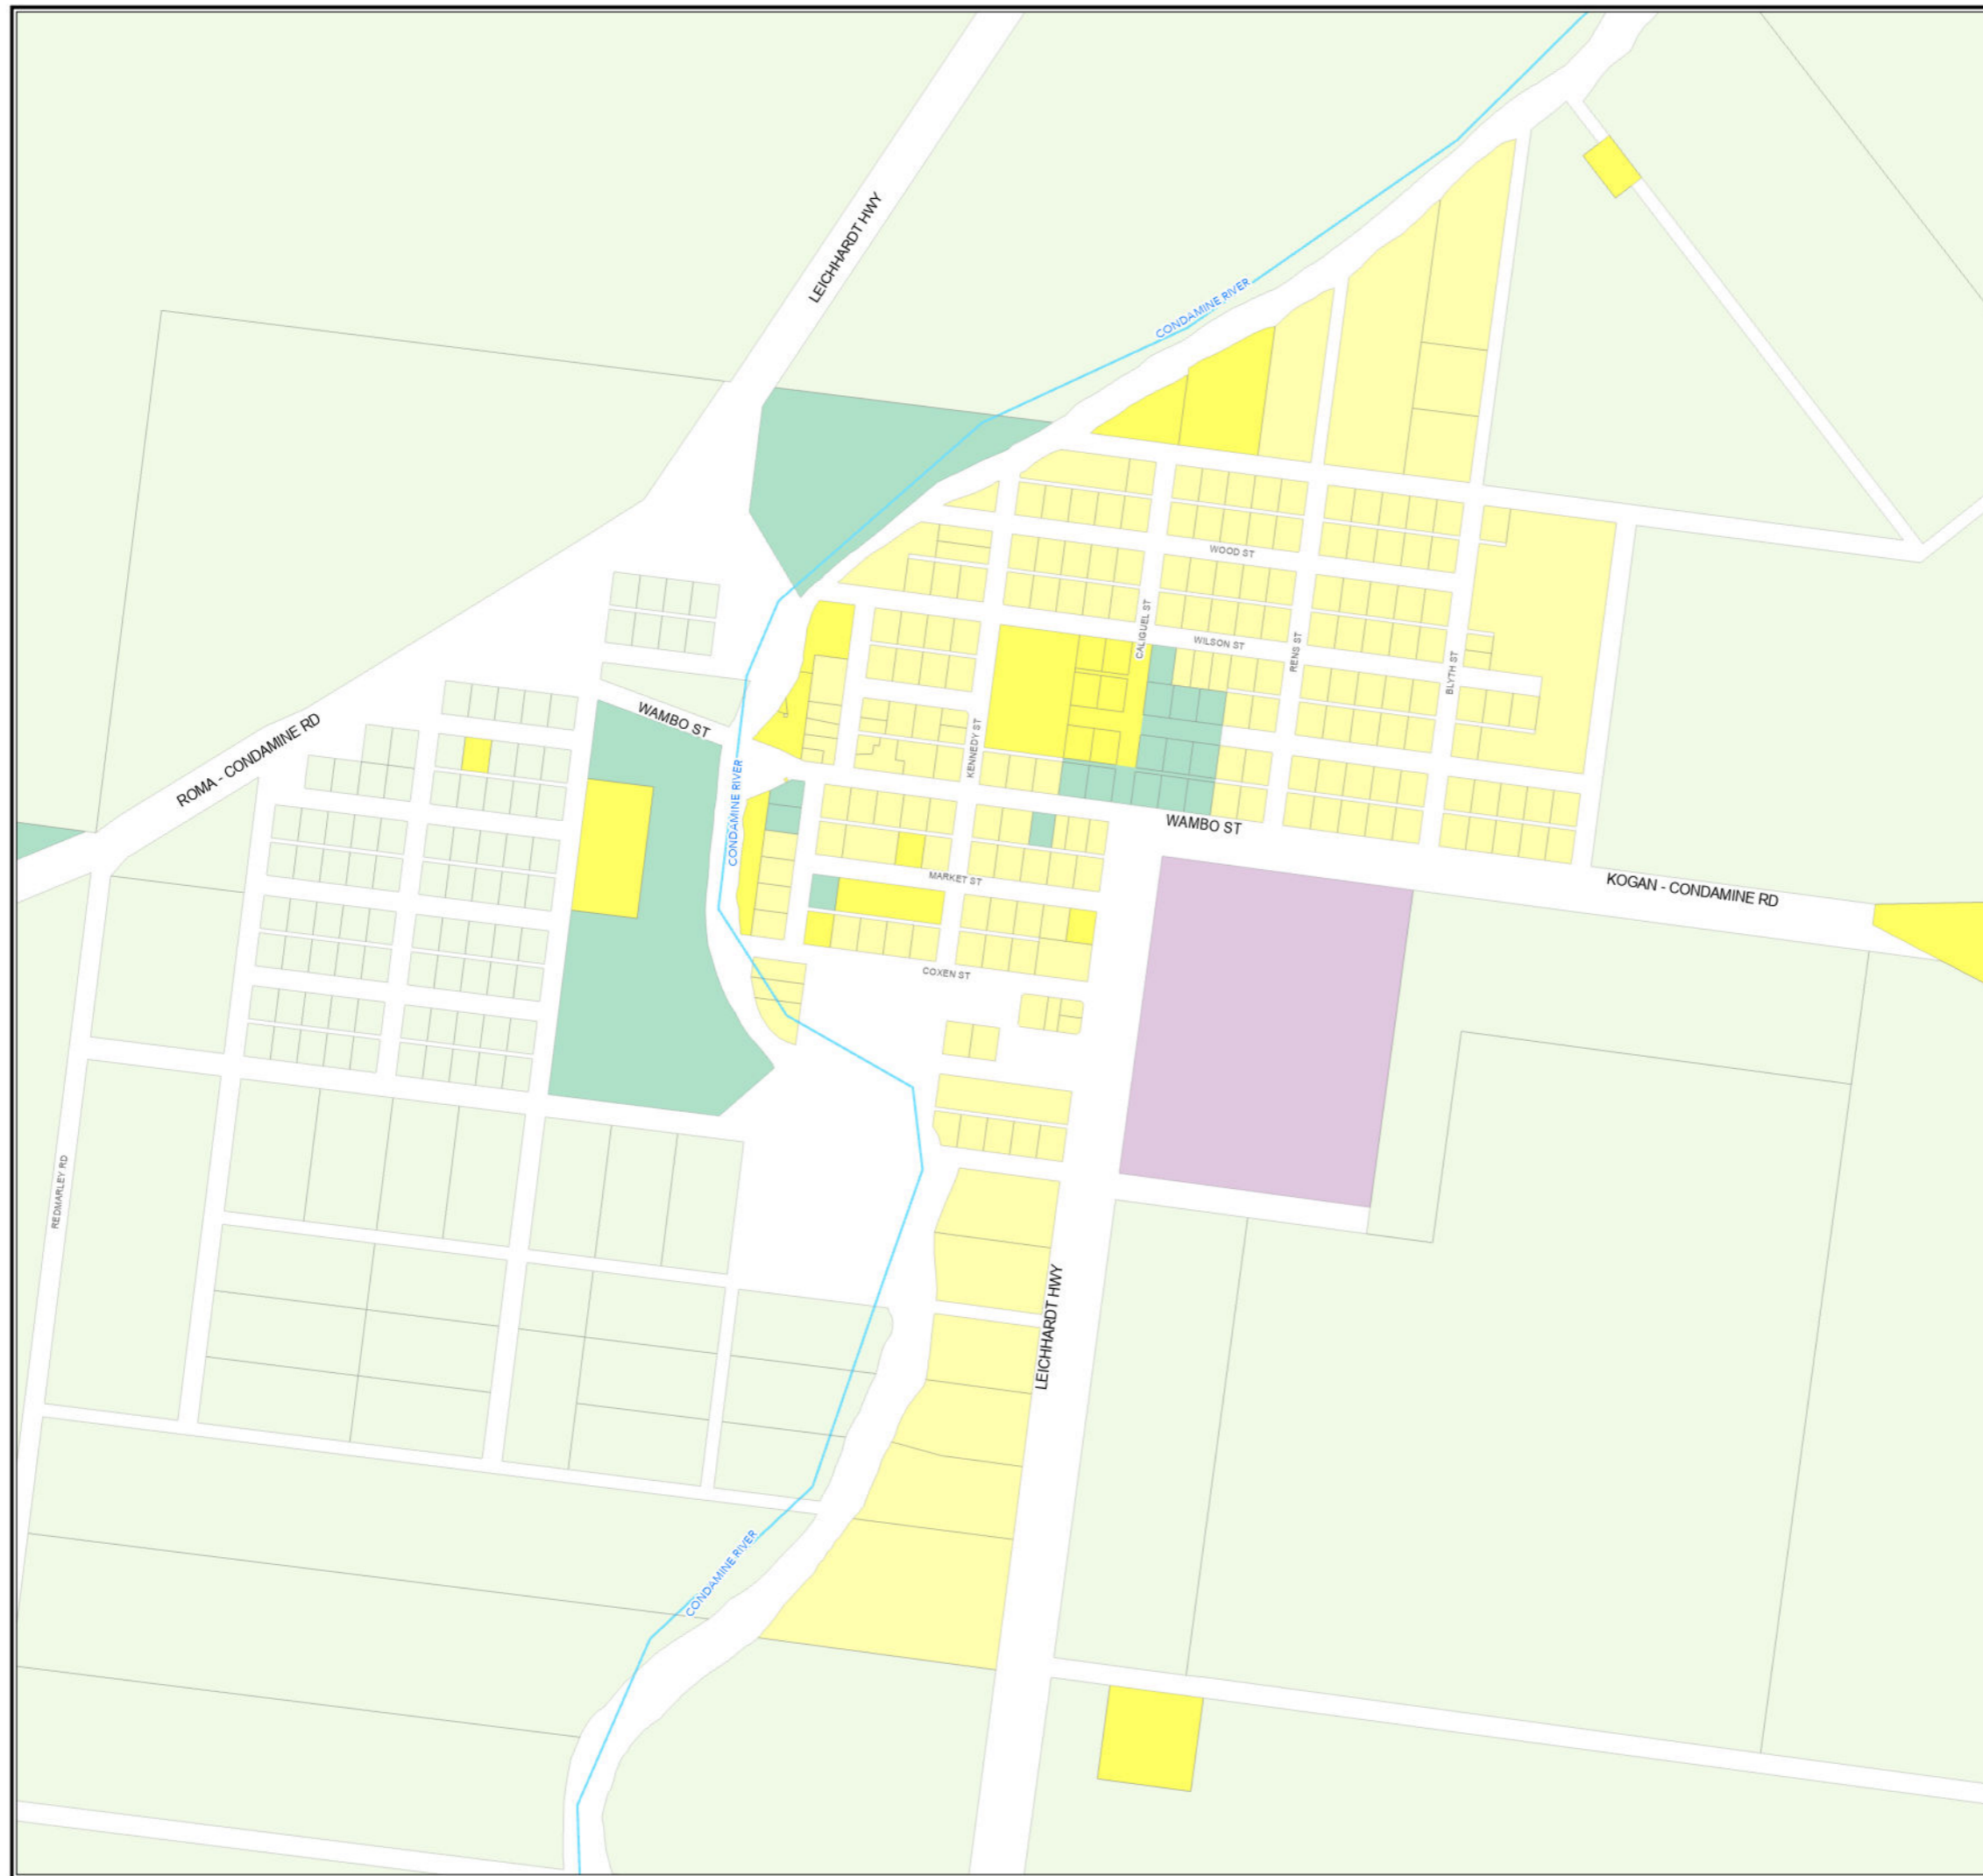 LEICHHARDT HWY
CONDAMINE RIVER
WOOD ST
CALIGUEL ST
WILSON ST
RENS ST
BLYTH ST
WAMBO ST
KENNEDY ST
ROMA - CONDAMINE RD
CONDAMINE RIVER
WAMBO ST
MARKET ST
KOGAN - CONDAMINE RD
COXEN ST
REDMARLEY RD
LEICHHARDT HWY
CONDAMINE RIVER